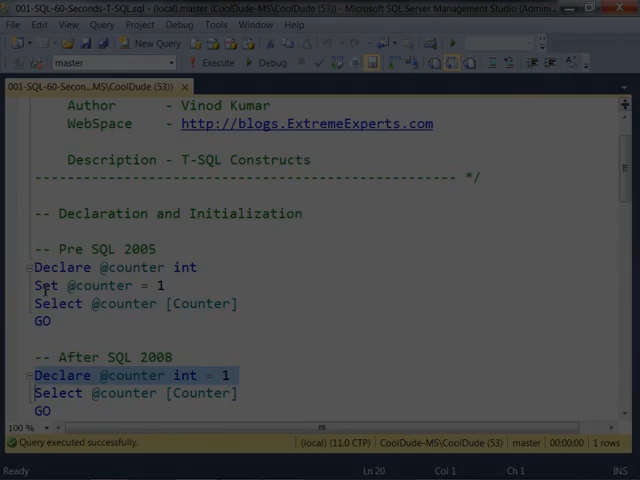 001-SQL-60-Seconds-T-SQL.sql - (local).master (CoolDude-MS\CoolDude (53)) - Microsoft SQL Server Management Studio (Admini...
File Edit View Query Project Debug Tools Window Community Help
New Query
master Execute Debug
001-SQL-60-Secon...MS\CoolDude (53))
Author - Vinod Kumar
WebSpace - http://blogs.ExtremeExperts.com
Description - T-SQL Constructs
---------------------------------------------------- */
-- Declaration and Initialization
-- Pre SQL 2005
Declare @counter int
Set @counter = 1
Select @counter [Counter]
GO
-- After SQL 2008
Declare @counter int = 1
Select @counter [Counter]
GO
100 %
Query executed successfully. (local) (11.0 CTP) CoolDude-MS\CoolDude (53) master 00:00:00 1 rows
Ready Ln 20 Col 1 Ch 1 INS